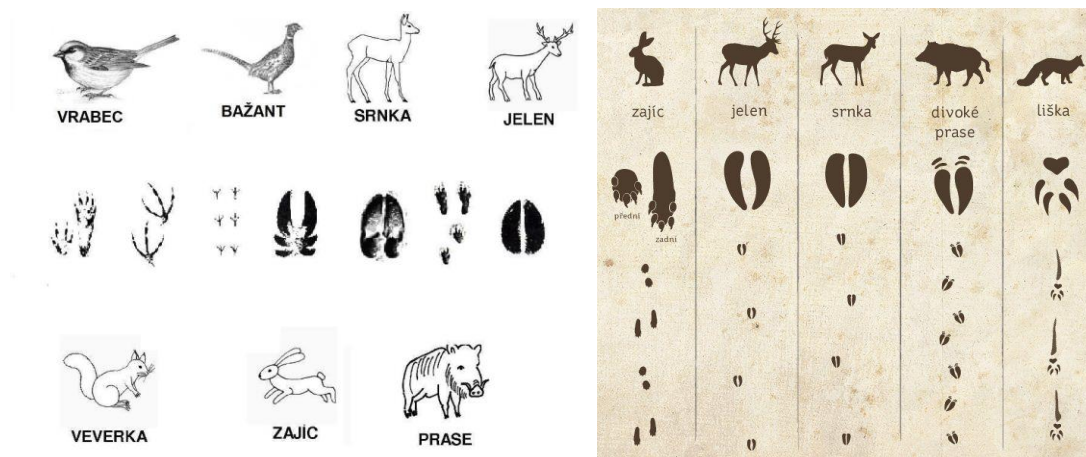 VRABEC
BAŽANT
SRNKA
JELEN
VEVERKA
ZAJÍC
PRASE
zajíc
jelen
srnka
divoké
prase
liška
přední
zadní